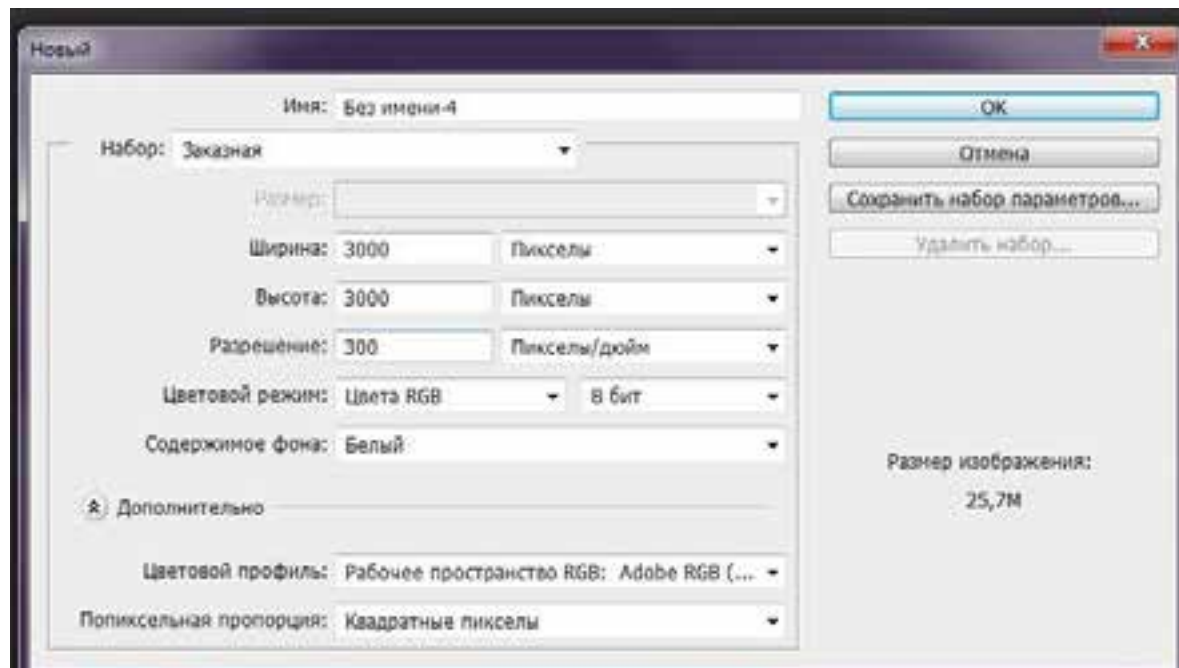 Новый
Имя: Без имени-4
Набор: Заказная
Размер:
Ширина: 3000 Пикселы
Высота: 3000 Пикселы
Разрешение: 300 Пикселы/дюйм
Цветовой режим: Цвета RGB 8 бит
Содержимое фона: Белый
Дополнительно
Цветовой профиль: Рабочее пространство RGB: Adobe RGB (...
Попиксельная пропорция: Квадратные пикселы
OK
Отмена
Сохранить набор параметров...
Удалить набор...
Размер изображения:
25,7M